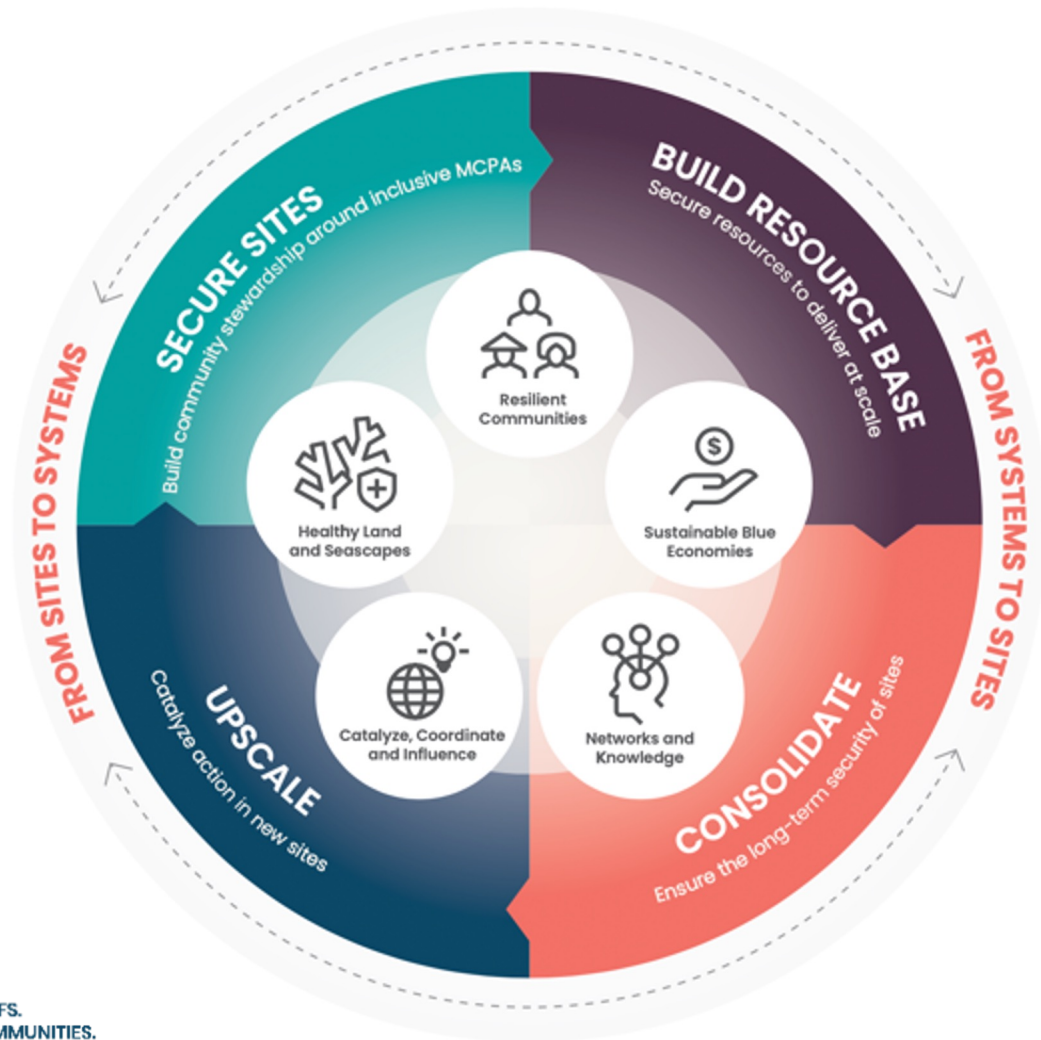 SECURE SITES
Build community stewardship around inclusive MCPAs
BUILD RESOURCE BASE
Secure resources to deliver at scale
FROM SITES TO SYSTEMS
FROM SYSTEMS TO SITES
Resilient
Communities
Healthy Land
and Seascapes
Sustainable Blue
Economies
Catalyze, Coordinate
and Influence
Networks and
Knowledge
UPSCALE
Catalyze action in new sites
CONSOLIDATE
Ensure the long-term security of sites